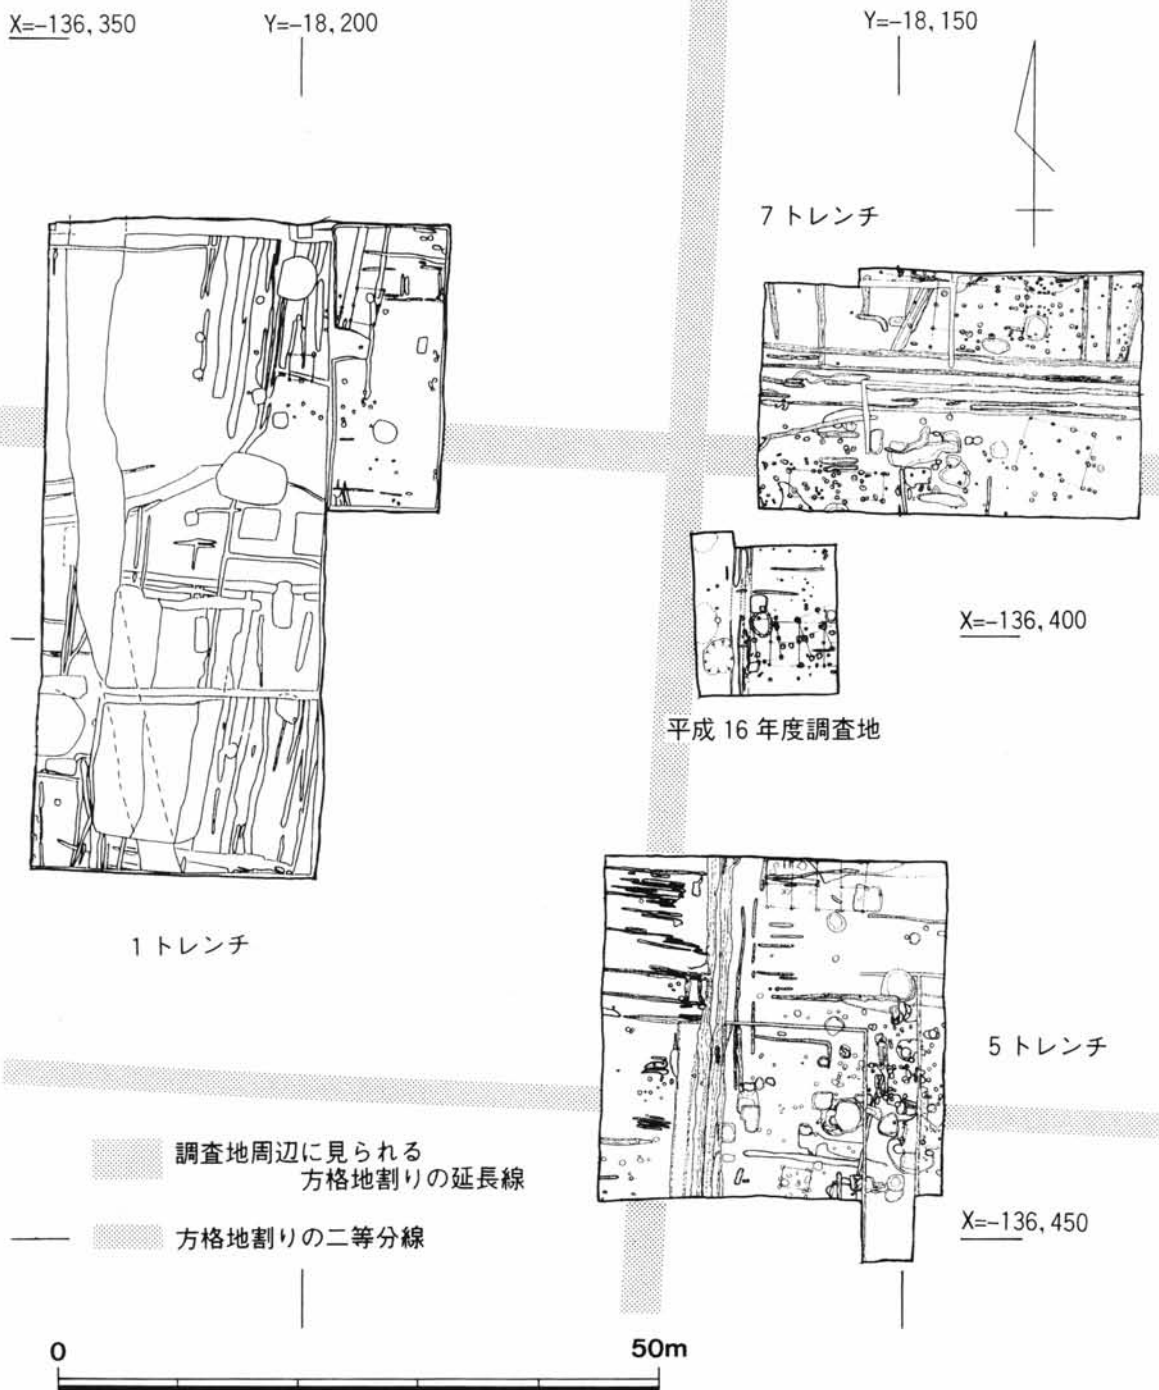 X=-136,350
Y=-18,200
Y=-18,150
7 トレンチ
X=-136,400
平成 16 年度調査地
1 トレンチ
5 トレンチ
調査地周辺に見られる
方格地割りの延長線
方格地割りの二等分線
X=-136,450
0
50m